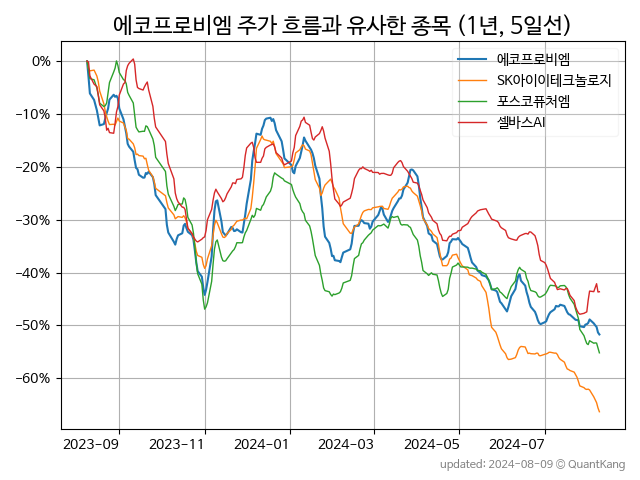 에코프로비엠 주가 흐름과 유사한 종목 (1년, 5일선)
에코프로비엠
SK아이이테크놀로지
포스코퓨처엠
셀바스AI
0%
−10%
−20%
−30%
−40%
−50%
−60%
2023-09 2023-11 2024-01 2024-03 2024-05 2024-07
updated: 2024-08-09 © QuantKang